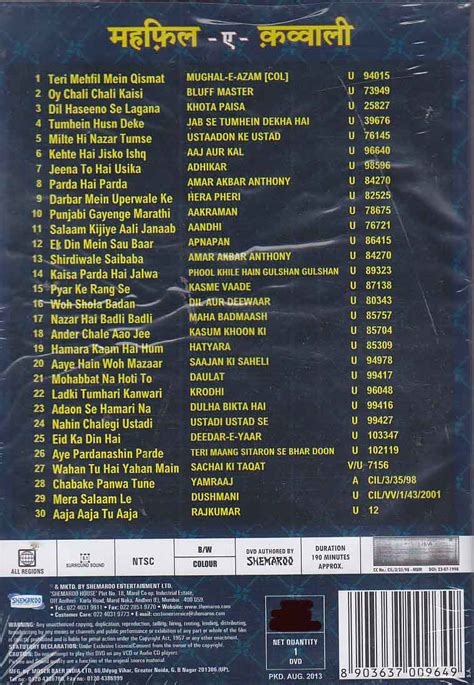 महफ़िल -ए- क़व्वाली
1 Teri Mehfil Mein Qismat MUGHAL-E-AZAM [COL] U 94015
2 Oy Chali Chali Kaisi BLUFF MASTER U 73949
3 Dil Haseeno Se Lagana KHOTA PAISA U 25827
4 Tumhein Husn Deke JAB SE TUMHEIN DEKHA HAI U 39676
5 Milte Hi Nazar Tumse USTAADON KE USTAD U 76145
6 Kehte Hai Jisko Ishq AAJ AUR KAL U 96640
7 Jeena To Hai Usika ADHIKAR U 98596
8 Parda Hai Parda AMAR AKBAR ANTHONY U 84270
9 Darbar Mein Uperwale Ke HERA PHERI U 82525
10 Punjabi Gayenge Marathi AAKRAMAN U 78675
11 Salaam Kijiye Aali Janaab AANDHI U 76721
12 Ek Din Mein Sau Baar APNAPAN U 86415
13 Shirdiwale Saibaba AMAR AKBAR ANTHONY U 84270
14 Kaisa Parda Hai Jalwa PHOOL KHILE HAIN GULSHAN GULSHAN U 89323
15 Pyar Ke Rang Se KASME VAADE U 87138
16 Woh Shola Badan DIL AUR DEEWAAR U 80343
17 Nazar Hai Badli Badli MAHA BADMAASH U 85757
18 Ander Chale Aao Jee KASUM KHOON KI U 85704
19 Hamara Kaam Hai Hum HATYARA U 85309
20 Aaye Hain Woh Mazaar SAAJAN KI SAHELI U 94978
21 Mohabbat Na Hoti To DAULAT U 99417
22 Ladki Tumhari Kanwari KRODHI U 96048
23 Adaon Se Hamari Na DULHA BIKTA HAI U 99416
24 Nahin Chalegi Ustadi USTADI USTAD SE U 99427
25 Eid Ka Din Hai DEEDAR-E-YAAR U 103347
26 Aye Pardanashin Parde TERI MAANG SITARON SE BHAR DOON U 102119
27 Wahan Tu Hai Yahan Main SACHAI KI TAQAT V/U 7156
28 Chabake Panwa Tune YAMRAAJ A CIL/3/35/98
29 Mera Salaam Le DUSHMANI U CIL/VV/1/43/2001
30 Aaja Aaja Tu Aaja RAJKUMAR U 12
ALL REGIONS
SURROUND SOUND
NTSC
B/W
COLOUR
DVD AUTHORED BY
SHEMAROO
DURATION
190 MINUTES
APPROX.
SHEMAROO
& MKTD. BY SHEMAROO ENTERTAINMENT LTD.
Customer Care
WARNING:
STATUTORY DECLARATION:
NET QUANTITY
1
DVD
PKD. AUG. 2013
8 903637 009649